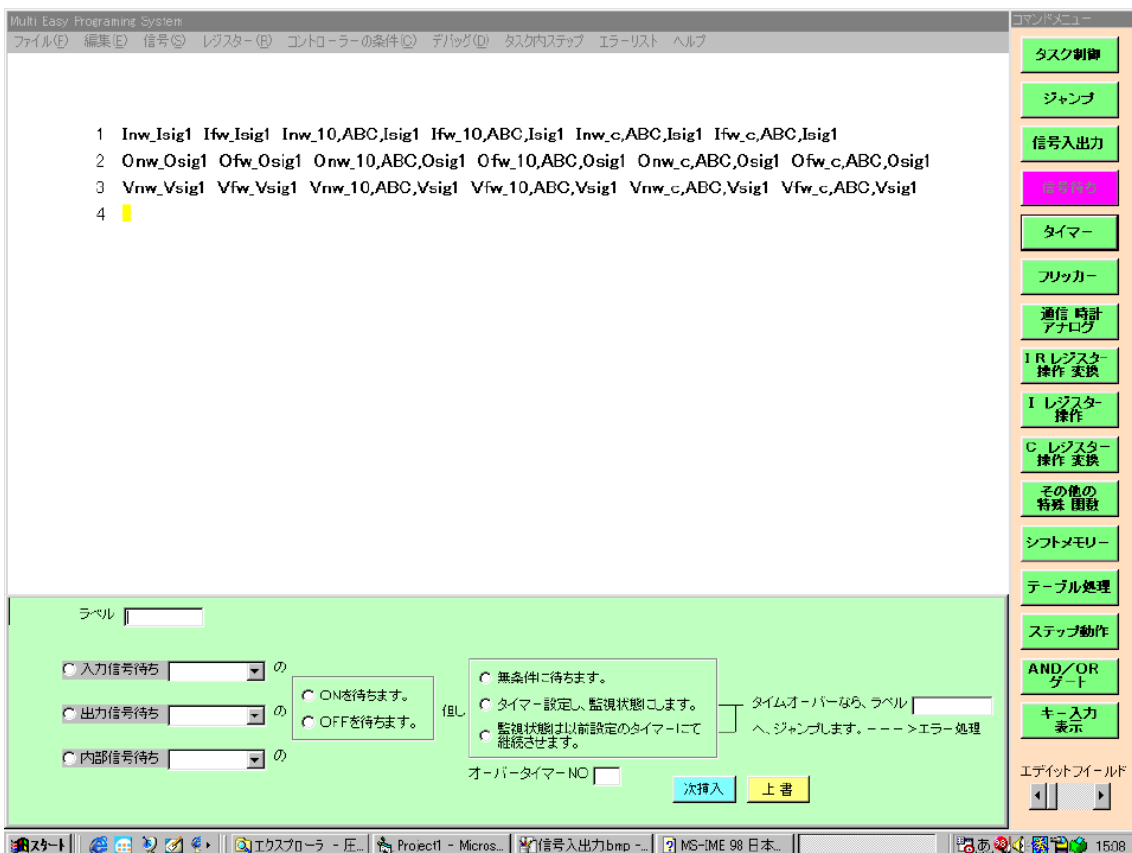 Multi Easy Programing System
ファイル(F) 編集(E) 信号(S) レジスター(R) コントローラーの条件(C) デバッグ(D) タスク内ステップ エラーリスト ヘルプ
1 Inw_Isig1 Ifw_Isig1 Inw_10,ABC,Isig1 Ifw_10,ABC,Isig1 Inw_c,ABC,Isig1 Ifw_c,ABC,Isig1
2 Onw_Osig1 Ofw_Osig1 Onw_10,ABC,Osig1 Ofw_10,ABC,Osig1 Onw_c,ABC,Osig1 Ofw_c,ABC,Osig1
3 Vnw_Vsig1 Vfw_Vsig1 Vnw_10,ABC,Vsig1 Vfw_10,ABC,Vsig1 Vnw_c,ABC,Vsig1 Vfw_c,ABC,Vsig1
4
コマンドメニュー
タスク制御
ジャンプ
信号入出力
信号待ち
タイマー
フリッカー
通信 時計
アナログ
IRレジスター
操作 変換
I レジスター
操作
C レジスター
操作 変換
その他の
特殊 関数
シフトメモリー
テーブル処理
ステップ動作
AND/OR
ゲート
キー入力
表示
エディットフィールド
ラベル
入力信号待ち の
出力信号待ち の
内部信号待ち の
ONを待ちます。
OFFを待ちます。
但し
無条件に待ちます。
タイマー設定し、監視状態にします。
監視状態は以前設定のタイマーにて
継続させます。
タイムオーバーなら、ラベル
へ、ジャンプします。--->エラー処理
オーバータイマーNO
次挿入
上書
スタート
エクスプローラ - 圧...
Project1 - Micros...
信号入出力.bmp -...
MS-IME 98 日本...
あ
15:08